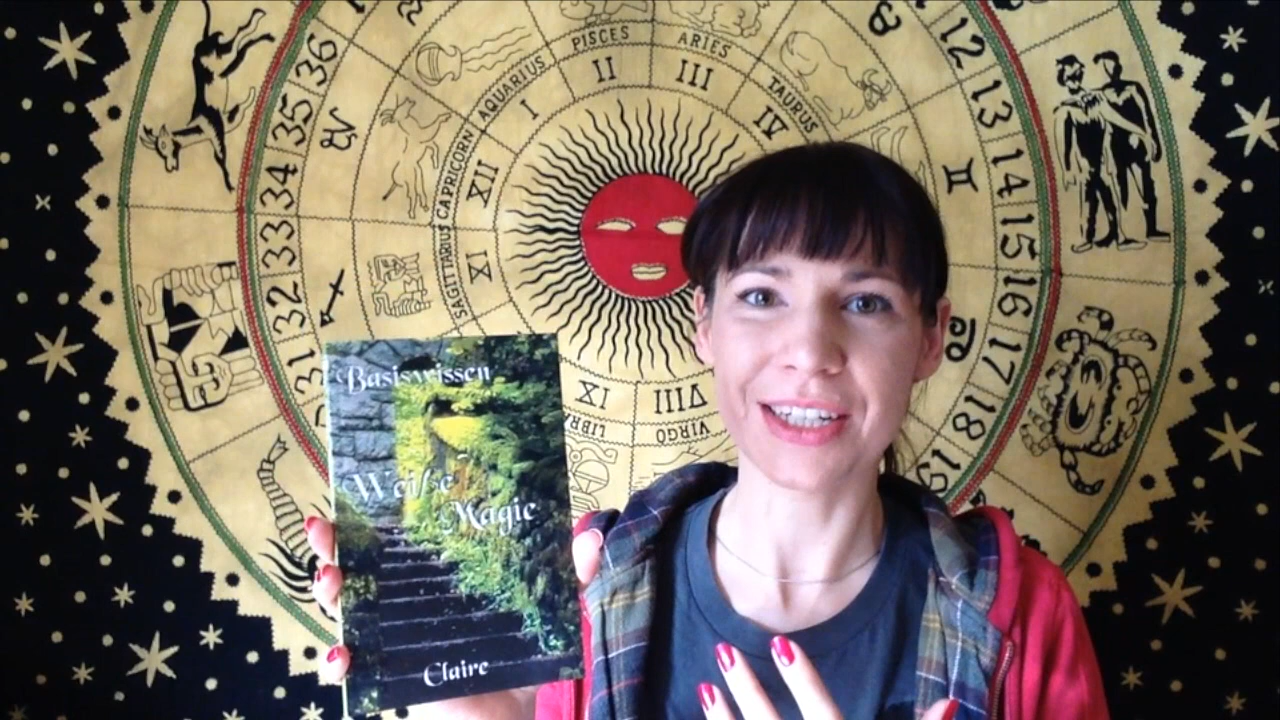 PISCES
ARIES
AQUARIUS
TAURUS
CAPRICORN
SAGITTARIUS
LIBRA
VIRGO
II
III
I
IV
XII
XI
IX
VIII
36
35
34
33
32
31
12
13
14
15
16
17
18
19
Basiswissen
Weiße
Magie
Claire